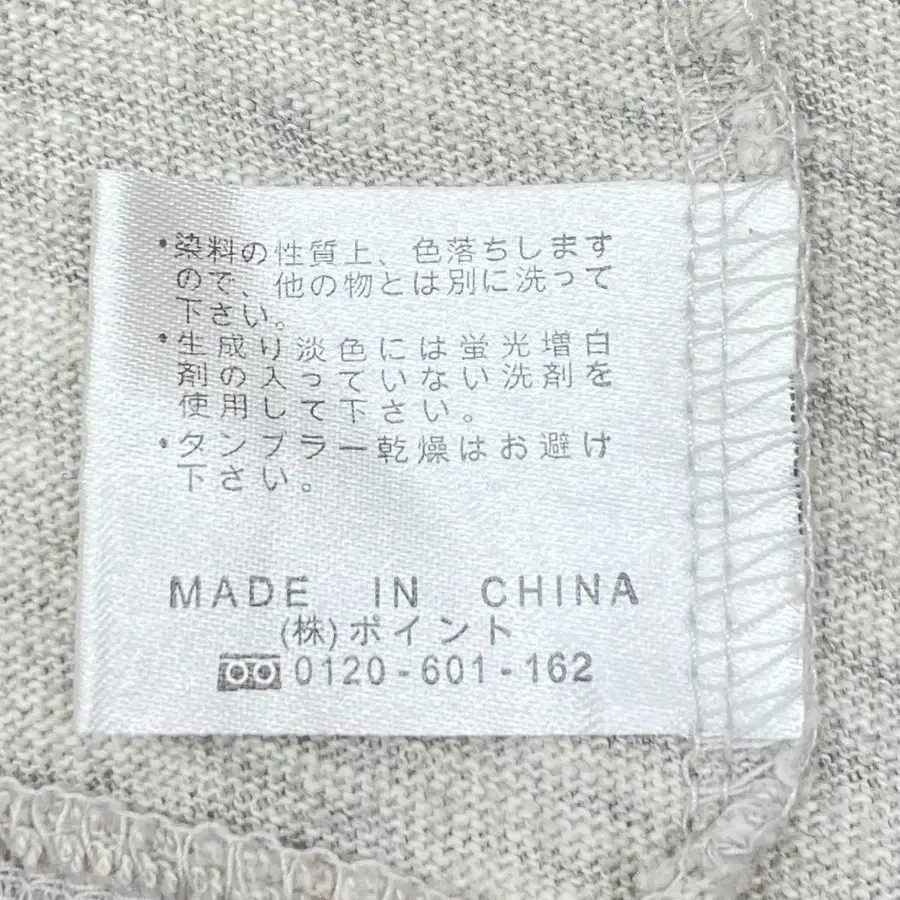 ・染料の性質上、色落ちします
ので、他の物とは別に洗って
下さい。
・生成り淡色には蛍光増白
剤の入っていない洗剤を
使用して下さい。
・タンブラー乾燥はお避け
下さい。
MADE IN CHINA
(株)ポイント
0120-601-162